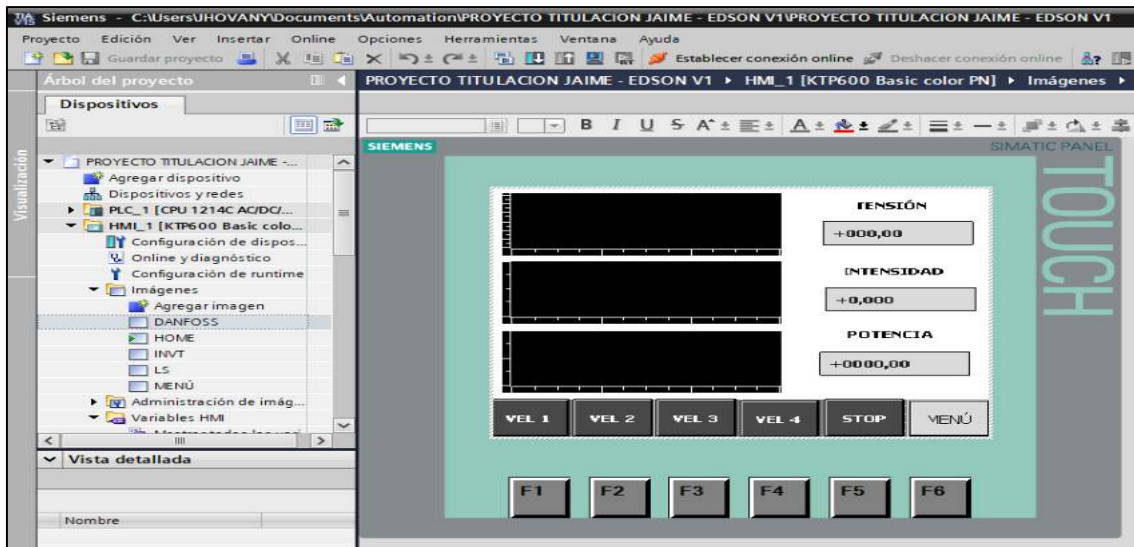 Siemens - C:\Users\JHOVANY\Documents\Automation\PROYECTO TITULACION JAIME - EDSON V1\PROYECTO TITULACION JAIME - EDSON V1
Proyecto Edición Ver Insertar Online Opciones Herramientas Ventana Ayuda
Guardar proyecto Establecer conexión online Deshacer conexión online
Árbol del proyecto
PROYECTO TITULACION JAIME - EDSON V1 HMI_1 [KTP600 Basic color PN] Imágenes
Dispositivos
B I U S A A
Visualización
SIEMENS
SIMATIC PANEL
TOUCH
PROYECTO TITULACION JAIME -...
Agregar dispositivo
Dispositivos y redes
PLC_1 [CPU 1214C AC/DC/...
HMI_1 [KTP600 Basic colo...
Configuración de dispos...
Online y diagnóstico
Configuración de runtime
Imágenes
Agregar imagen
DANFOSS
HOME
INVT
LS
MENÚ
Administración de imág...
Variables HMI
TENSIÓN
+000,00
INTENSIDAD
+0,000
POTENCIA
+0000,00
VEL 1 VEL 2 VEL 3 VEL 4 STOP MENÚ
F1 F2 F3 F4 F5 F6
Vista detallada
Nombre